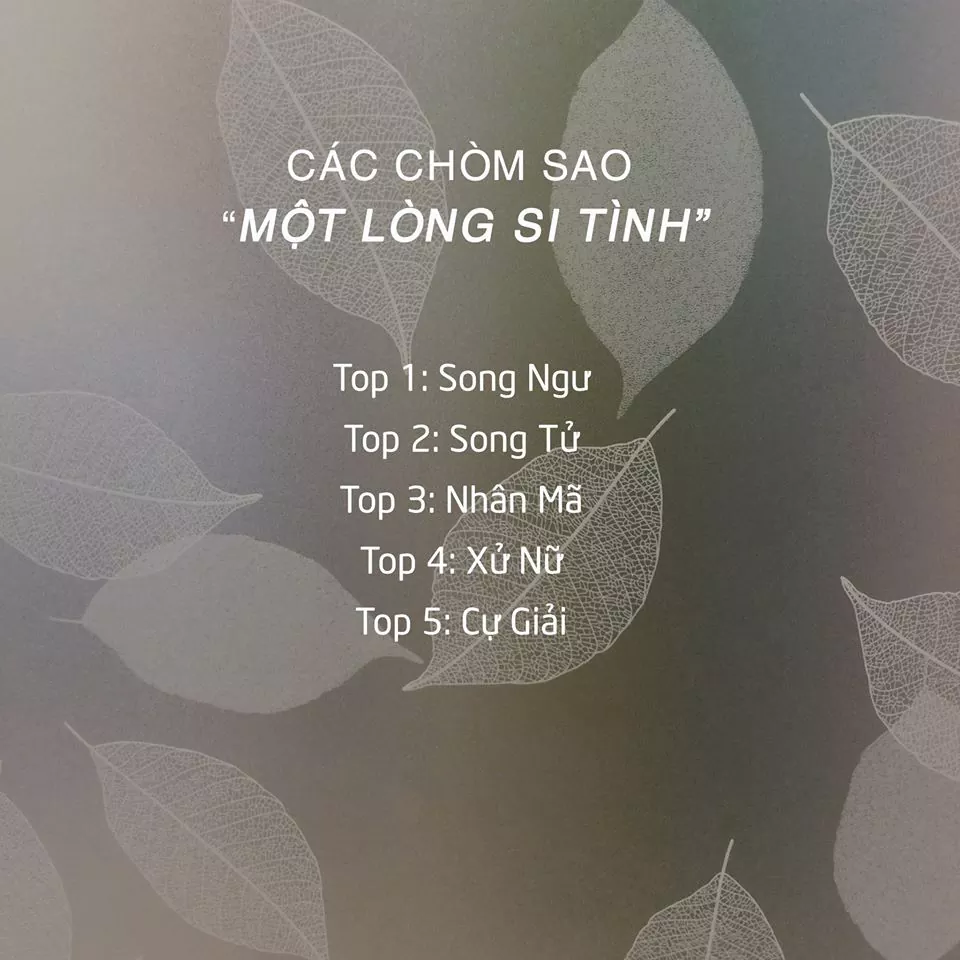 CÁC CHÒM SAO
“MỘT LÒNG SI TÌNH”
Top 1: Song Ngư
Top 2: Song Tử
Top 3: Nhân Mã
Top 4: Xử Nữ
Top 5: Cự Giải